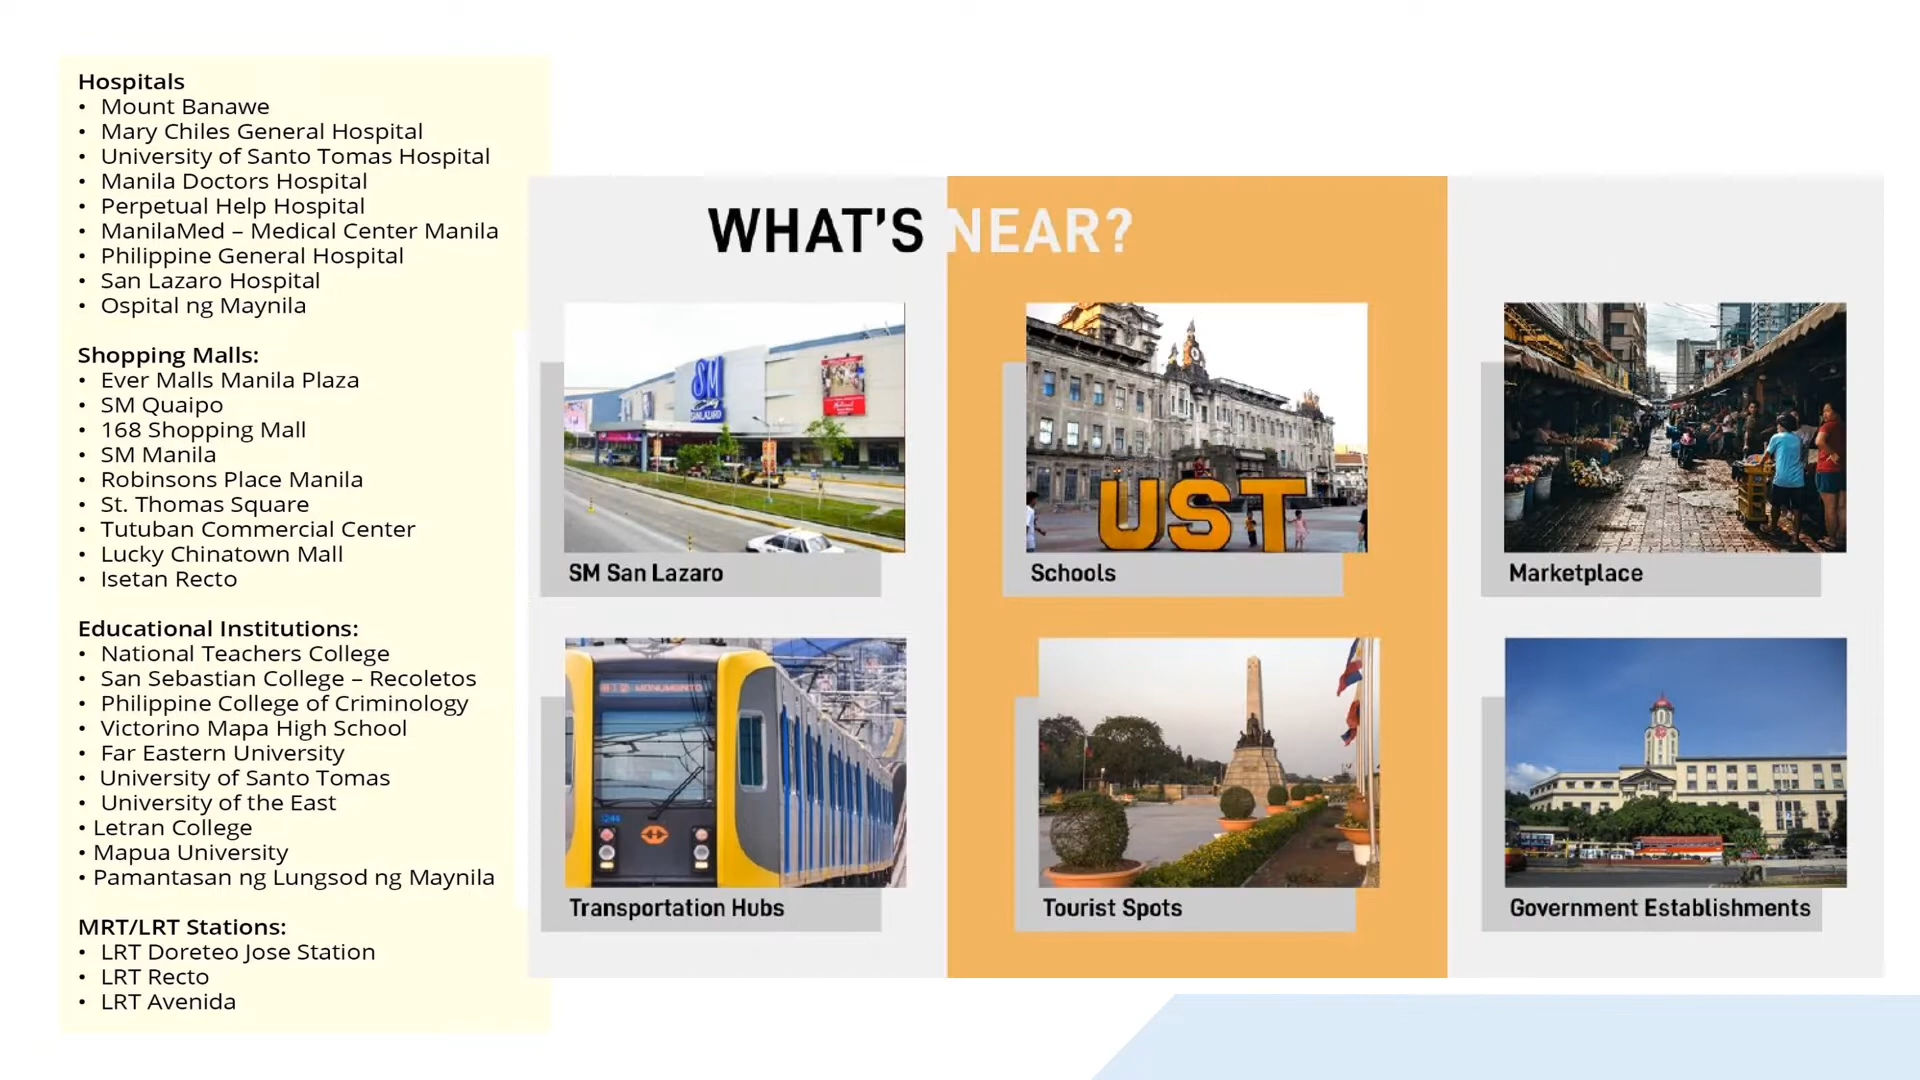 Hospitals
• Mount Banawe
• Mary Chiles General Hospital
• University of Santo Tomas Hospital
• Manila Doctors Hospital
• Perpetual Help Hospital
• ManilaMed – Medical Center Manila
• Philippine General Hospital
• San Lazaro Hospital
• Ospital ng Maynila
Shopping Malls:
• Ever Malls Manila Plaza
• SM Quaipo
• 168 Shopping Mall
• SM Manila
• Robinsons Place Manila
• St. Thomas Square
• Tutuban Commercial Center
• Lucky Chinatown Mall
• Isetan Recto
Educational Institutions:
• National Teachers College
• San Sebastian College – Recoletos
• Philippine College of Criminology
• Victorino Mapa High School
• Far Eastern University
• University of Santo Tomas
• University of the East
• Letran College
• Mapua University
• Pamantasan ng Lungsod ng Maynila
MRT/LRT Stations:
• LRT Doreteo Jose Station
• LRT Recto
• LRT Avenida
WHAT'S NEAR?
SM
SAN LAZARO
SM San Lazaro
UST
Schools
Marketplace
MONUMENTO
Transportation Hubs
Tourist Spots
Government Establishments